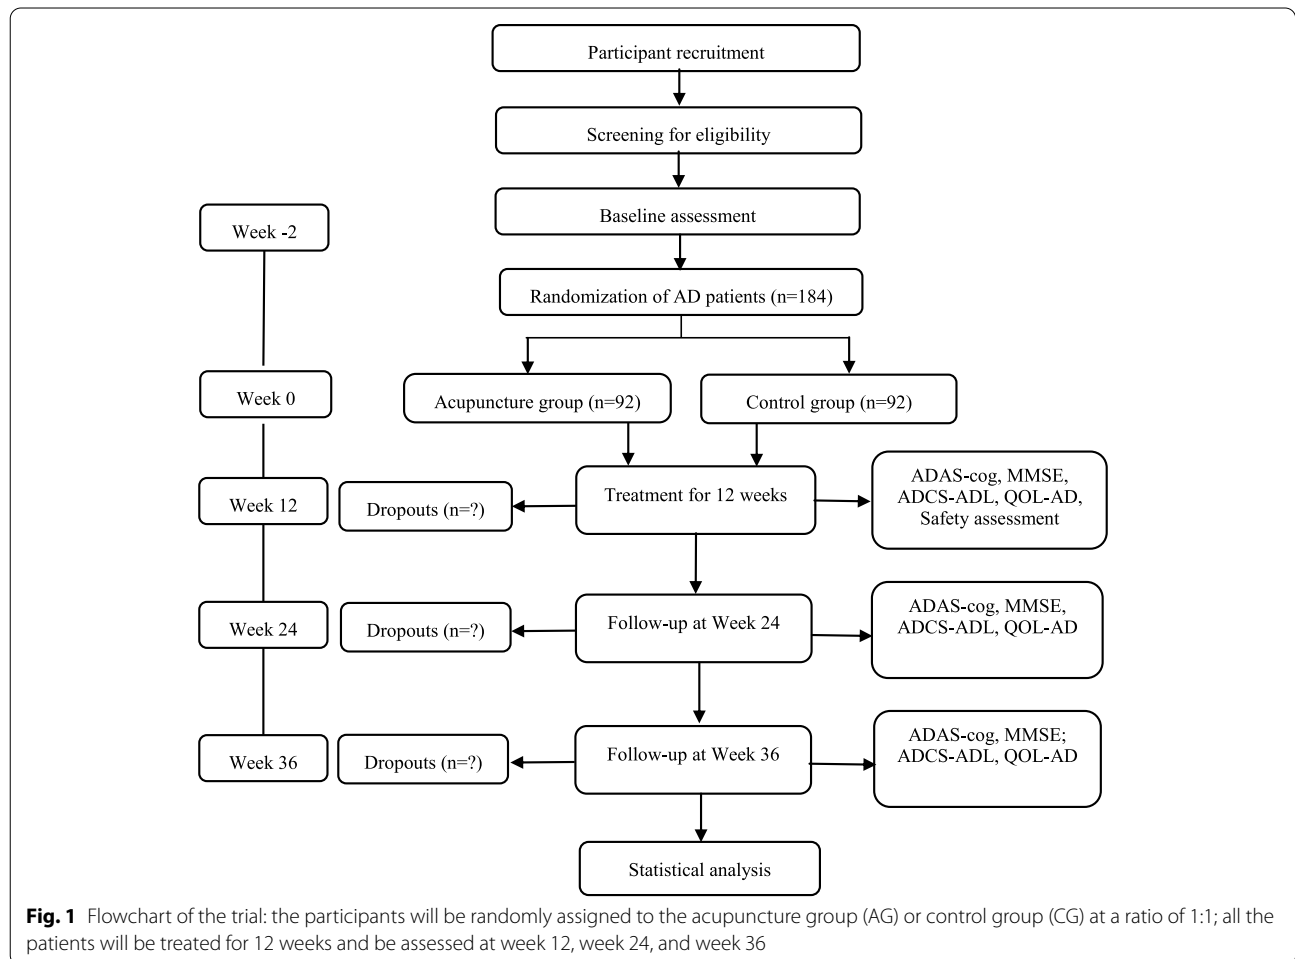 Participant recruitment
Screening for eligibility
Baseline assessment
Week -2
Randomization of AD patients (n=184)
Week 0
Acupuncture group (n=92)
Control group (n=92)
Week 12
Dropouts (n=?)
Treatment for 12 weeks
ADAS-cog, MMSE,
ADCS-ADL, QOL-AD,
Safety assessment
Week 24
Dropouts (n=?)
Follow-up at Week 24
ADAS-cog, MMSE,
ADCS-ADL, QOL-AD
Week 36
Dropouts (n=?)
Follow-up at Week 36
ADAS-cog, MMSE;
ADCS-ADL, QOL-AD
Statistical analysis
Fig. 1 Flowchart of the trial: the participants will be randomly assigned to the acupuncture group (AG) or control group (CG) at a ratio of 1:1; all the
patients will be treated for 12 weeks and be assessed at week 12, week 24, and week 36